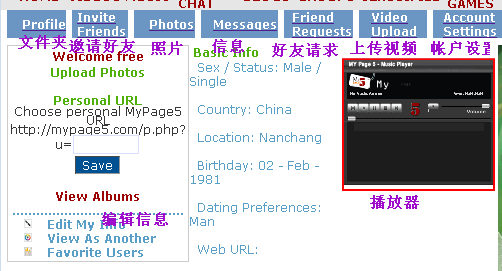 CHAT
GAMES
Profile
Invite Friends
Photos
Messages
Friend Requests
Video Upload
Account Settings
文件夹
邀请好友
照片
信息
好友请求
上传视频
帐户设置
Welcome free
Upload Photos
Personal URL
Choose personal MyPage5 URL
http://mypage5.com/p.php?
u=
Save
View Albums
Edit My Info
编辑信息
View As Another
Favorite Users
Basic Info
Sex / Status: Male /
Single
Country: China
Location: Nanchang
Birthday: 02 - Feb -
1981
Dating Preferences:
Man
Web URL:
MY Page 5 - Music Player
5
My
5
Volume
播放器